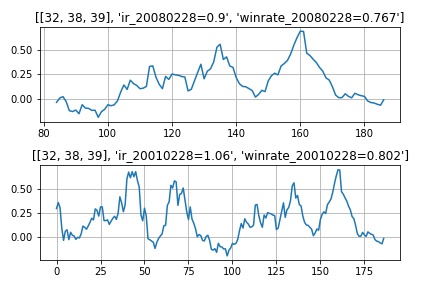 [[32, 38, 39], 'ir_20080228=0.9', 'winrate_20080228=0.767']
0.50
0.25
0.00
80 100 120 140 160 180
[[32, 38, 39], 'ir_20010228=1.06', 'winrate_20010228=0.802']
0.50
0.25
0.00
0 25 50 75 100 125 150 175